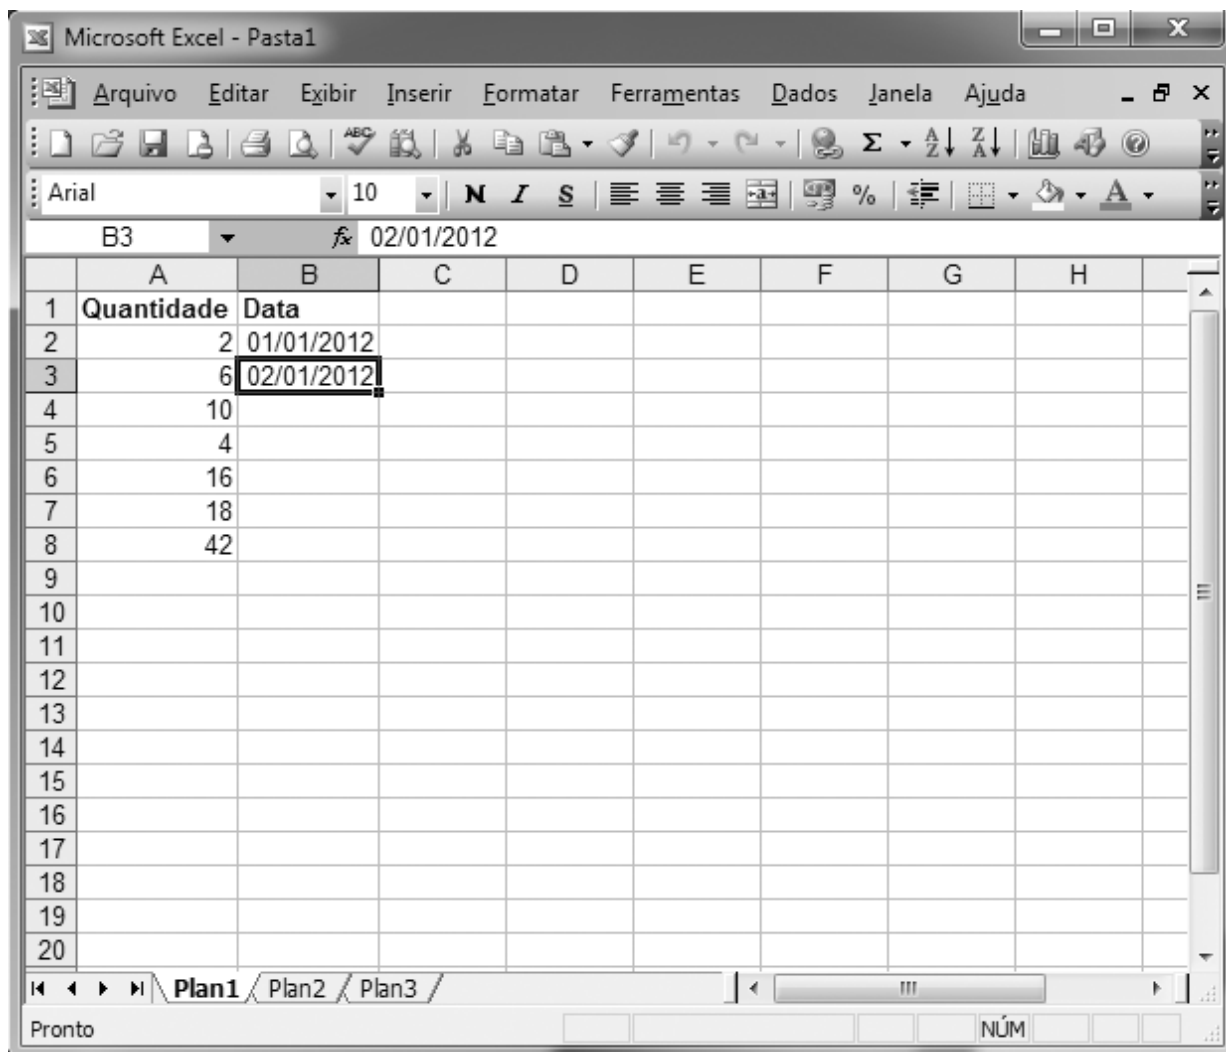 Microsoft Excel - Pasta1
Arquivo Editar Exibir Inserir Formatar Ferramentas Dados Janela Ajuda
ABC Σ A Z Z A
Arial 10 N I S a % A
B3 fx 02/01/2012
A B C D E F G H
1 Quantidade Data
2 2 01/01/2012
3 6 02/01/2012
4 10
5 4
6 16
7 18
8 42
9
10
11
12
13
14
15
16
17
18
19
20
Plan1 Plan2 Plan3
Pronto NÚM